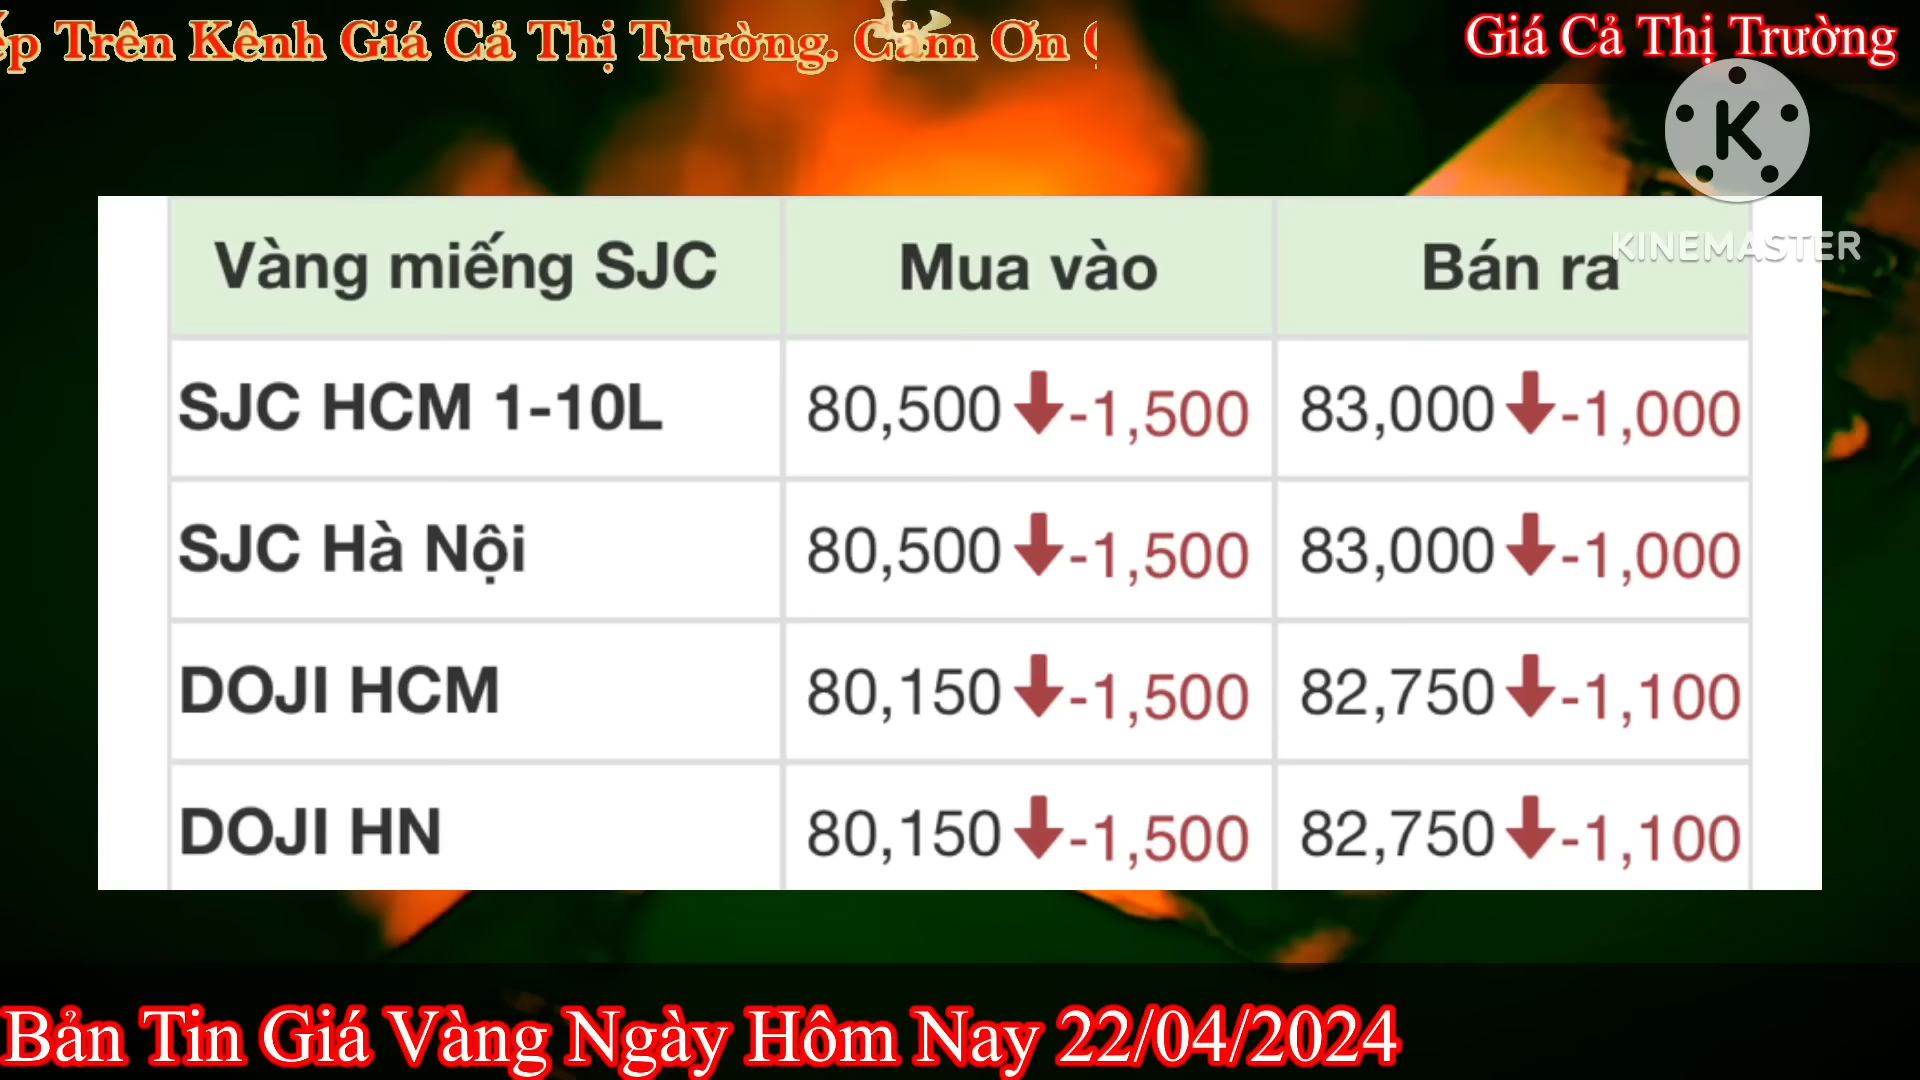 Trên Kênh Giá Cả Thị Trường. Cảm Ơn
Giá Cả Thị Trường
K
KINEMASTER
Vàng miếng SJC Mua vào Bán ra
SJC HCM 1-10L 80,500 -1,500 83,000 -1,000
SJC Hà Nội 80,500 -1,500 83,000 -1,000
DOJI HCM 80,150 -1,500 82,750 -1,100
DOJI HN 80,150 -1,500 82,750 -1,100
Bản Tin Giá Vàng Ngày Hôm Nay 22/04/2024